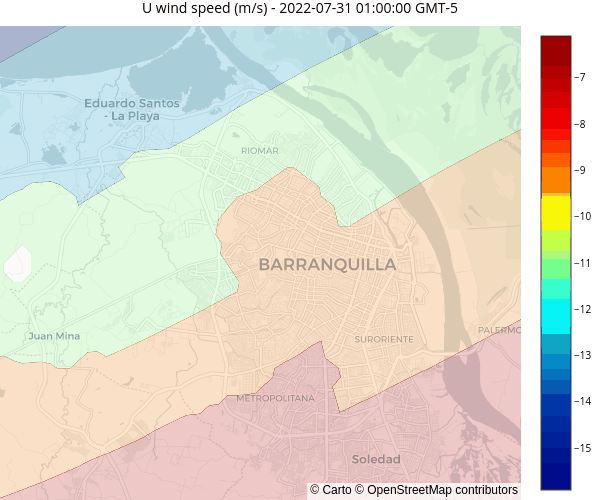 U wind speed (m/s) - 2022-07-31 01:00:00 GMT-5
Eduardo Santos
- La Playa
RIOMAR
BARRANQUILLA
Juan Mina
SURORIENTE
PALERMO
METROPOLITANA
Soledad
© Carto © OpenStreetMap contributors
−7
−8
−9
−10
−11
−12
−13
−14
−15